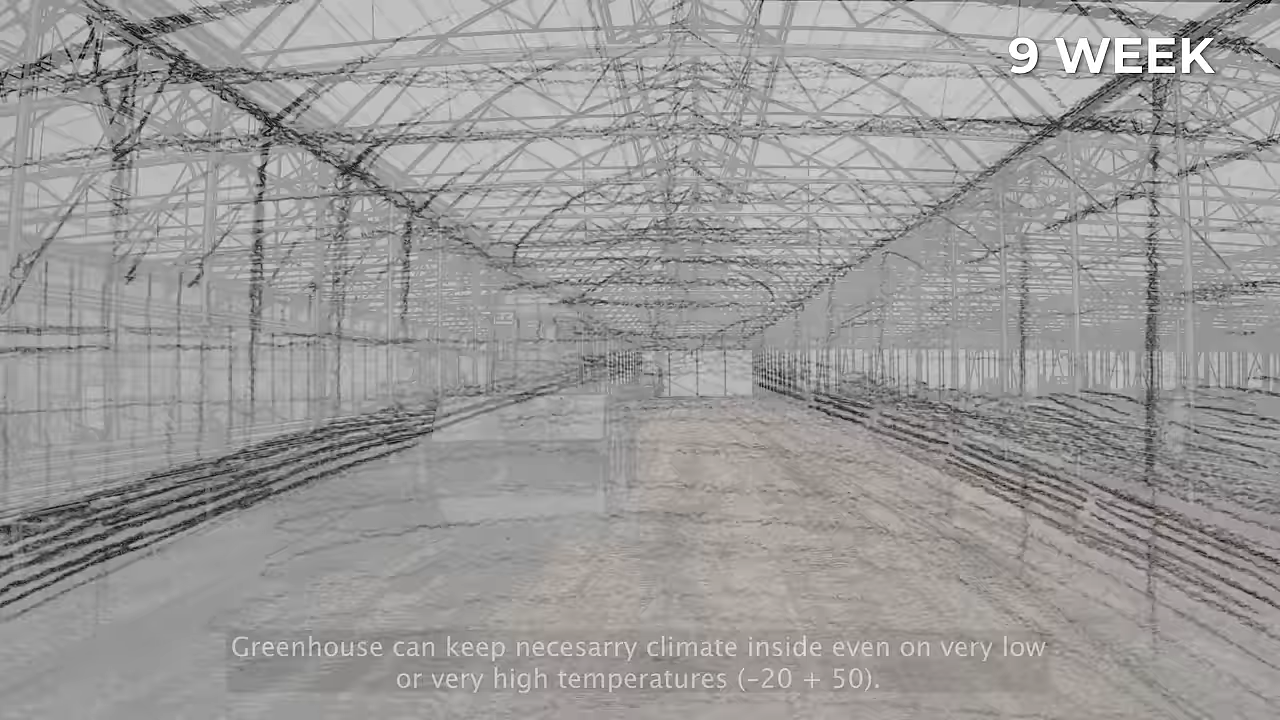 9 WEEK
Greenhouse can keep necesarry climate inside even on very low
or very high temperatures (-20 + 50).